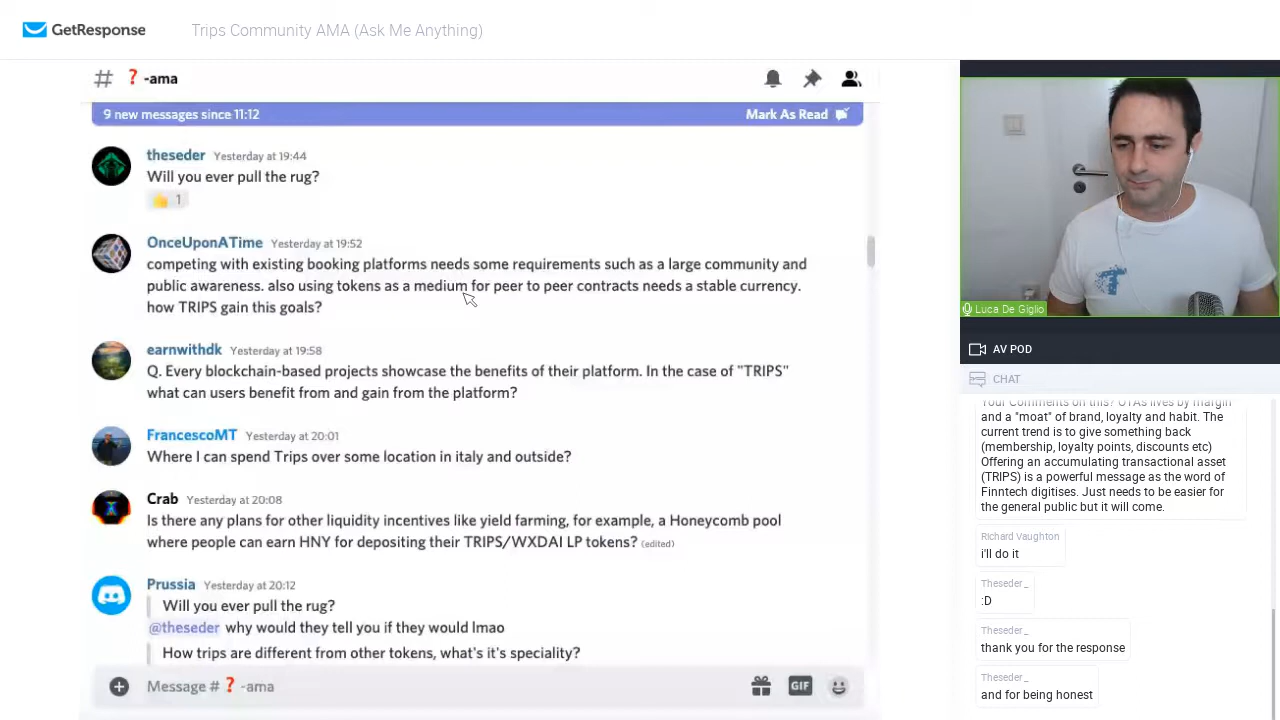 GetResponse
Trips Community AMA (Ask Me Anything)
# ❓ -ama
9 new messages since 11:12
Mark As Read
theseder Yesterday at 19:44
Will you ever pull the rug?
👍 1
OnceUponATime Yesterday at 19:52
competing with existing booking platforms needs some requirements such as a large community and
public awareness. also using tokens as a medium for peer to peer contracts needs a stable currency.
how TRIPS gain this goals?
earnwithdk Yesterday at 19:58
Q. Every blockchain-based projects showcase the benefits of their platform. In the case of "TRIPS"
what can users benefit from and gain from the platform?
FrancescoMT Yesterday at 20:01
Where I can spend Trips over some location in italy and outside?
Crab Yesterday at 20:08
Is there any plans for other liquidity incentives like yield farming, for example, a Honeycomb pool
where people can earn HNY for depositing their TRIPS/WXDAI LP tokens? (edited)
Prussia Yesterday at 20:12
Will you ever pull the rug?
@theseder why would they tell you if they would lmao
How trips are different from other tokens, what's it's speciality?
Message # ❓ -ama
GIF
Luca De Giglio
AV POD
CHAT
Your Comments on this? OTAs lives by margin
and a "moat" of brand, loyalty and habit. The
current trend is to give something back
(membership, loyalty points, discounts etc)
Offering an accumulating transactional asset
(TRIPS) is a powerful message as the word of
Finntech digitises. Just needs to be easier for
the general public but it will come.
Richard Vaughton
i'll do it
Theseder_
:D
Theseder_
thank you for the response
Theseder_
and for being honest